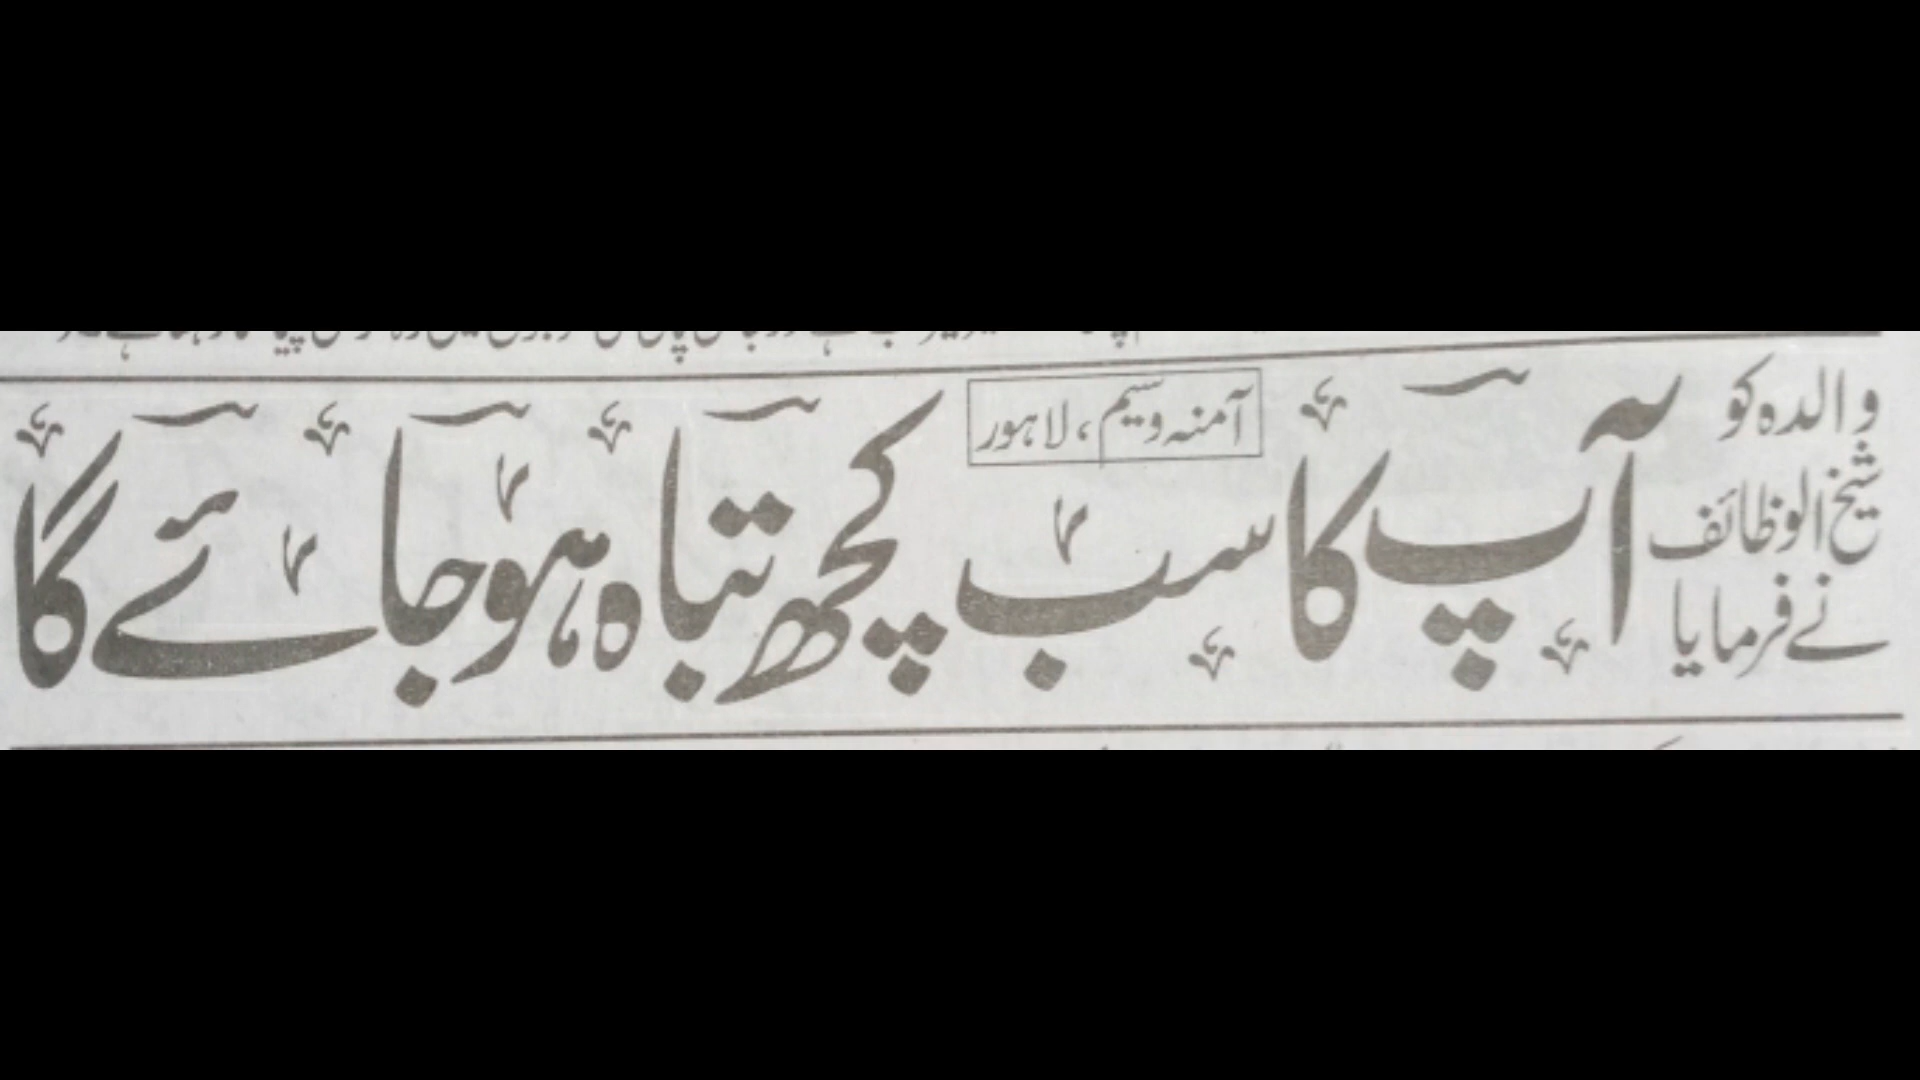 والدہ کو
شیخ الوظائف
نے فرمایا
آپ کا سب کچھ تباہ ہو جائے گا
آمنہ وسیم، لاہور